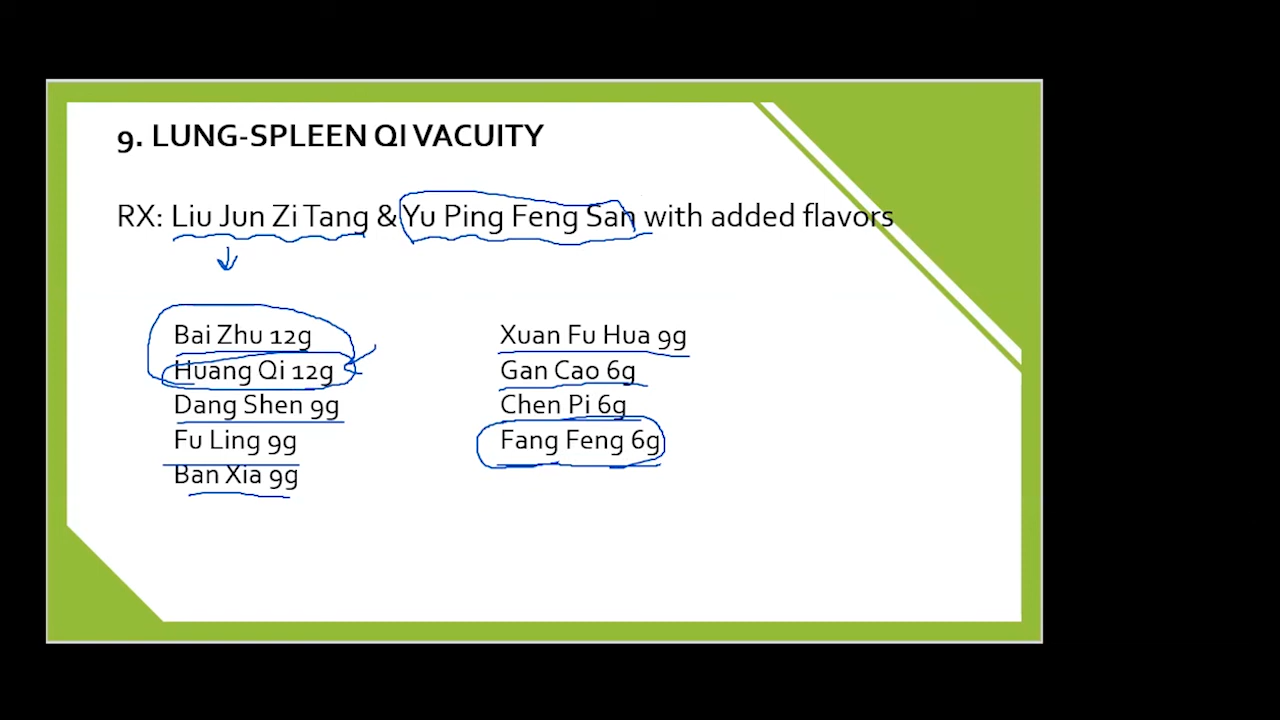 9. LUNG-SPLEEN QI VACUITY
RX: Liu Jun Zi Tang & Yu Ping Feng San with added flavors
Bai Zhu 12g
Huang Qi 12g
Dang Shen 9g
Fu Ling 9g
Ban Xia 9g
Xuan Fu Hua 9g
Gan Cao 6g
Chen Pi 6g
Fang Feng 6g